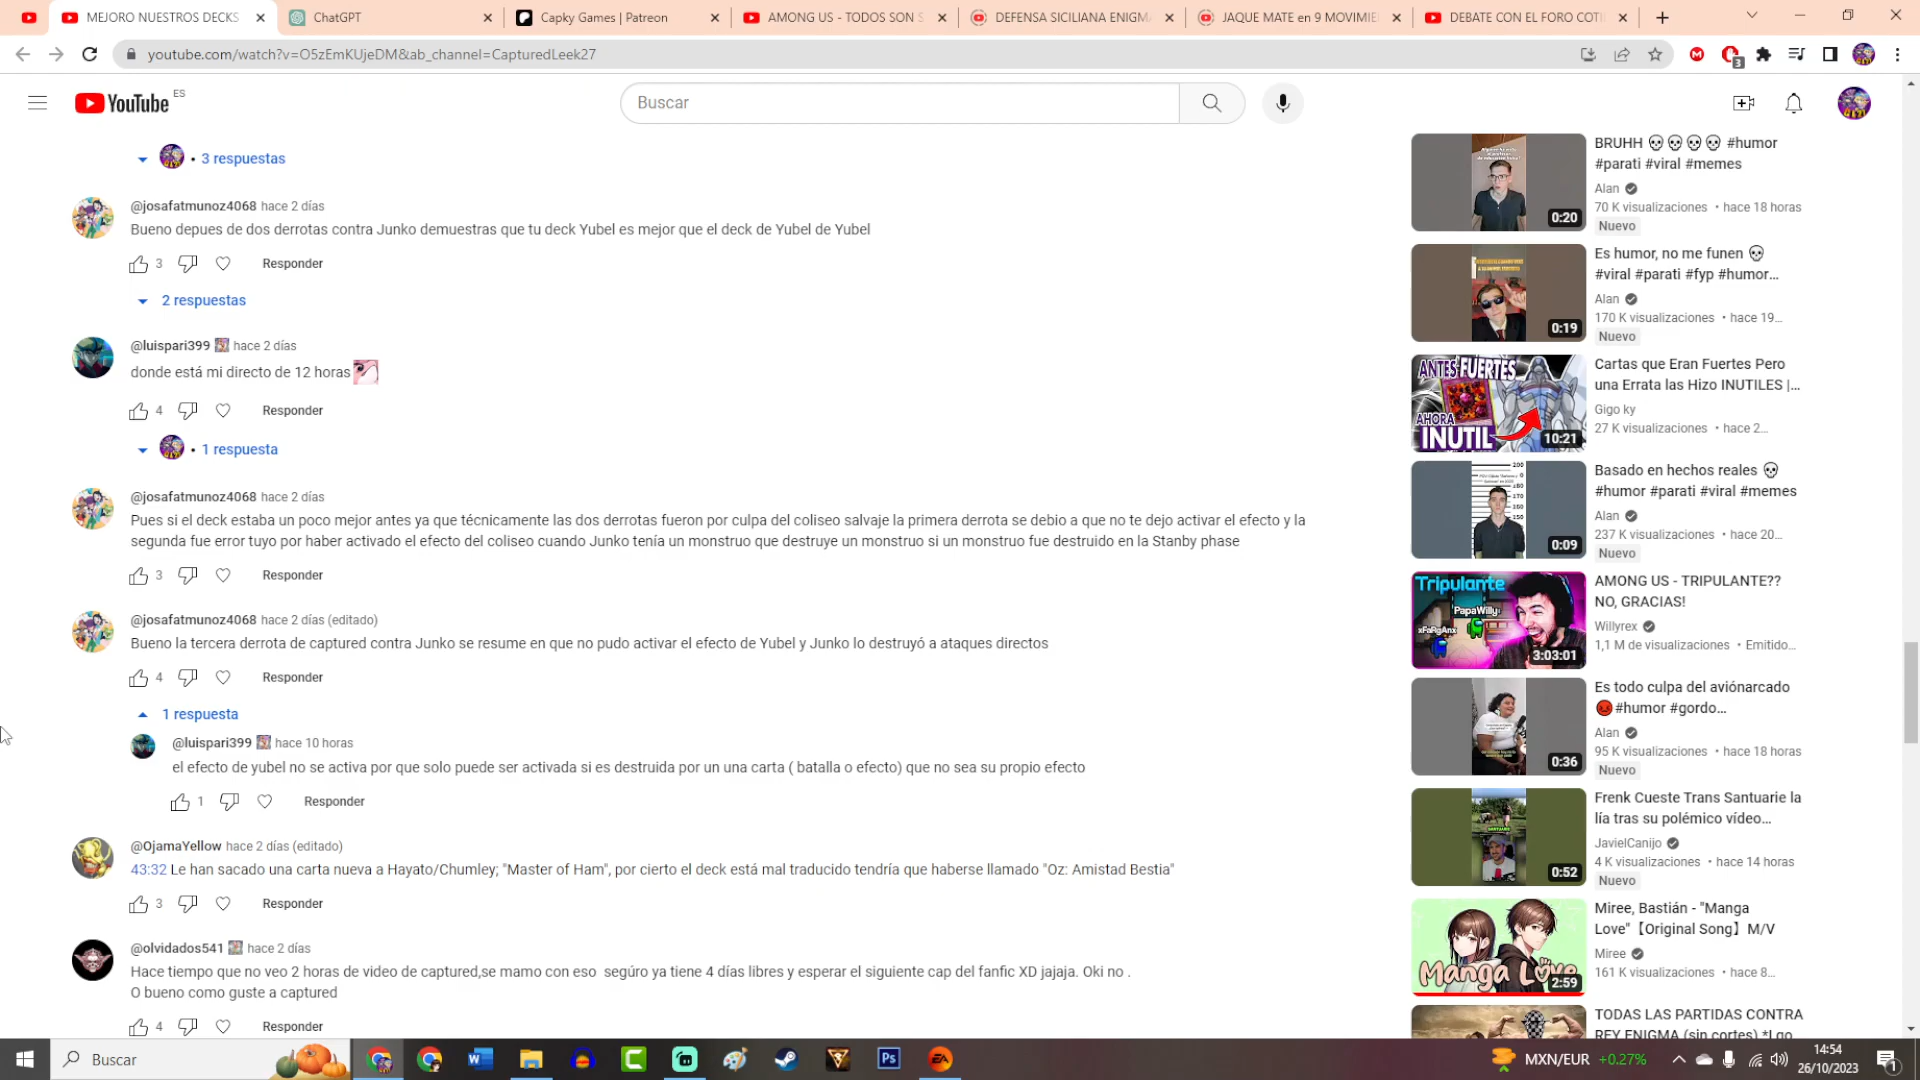 MEJORO NUESTROS DECKS
ChatGPT
Capky Games | Patreon
AMONG US - TODOS SON S
DEFENSA SICILIANA ENIGMA
JAQUE MATE en 9 MOVIMIE
DEBATE CON EL FORO COTI
youtube.com/watch?v=O5zEmKUjeDM&ab_channel=CapturedLeek27
3
YouTube ES
Buscar
• 3 respuestas
@josafatmunoz4068 hace 2 días
Bueno depues de dos derrotas contra Junko demuestras que tu deck Yubel es mejor que el deck de Yubel de Yubel
3 Responder
2 respuestas
@luispari399 hace 2 días
donde está mi directo de 12 horas
4 Responder
• 1 respuesta
@josafatmunoz4068 hace 2 días
Pues si el deck estaba un poco mejor antes ya que técnicamente las dos derrotas fueron por culpa del coliseo salvaje la primera derrota se debio a que no te dejo activar el efecto y la
segunda fue error tuyo por haber activado el efecto del coliseo cuando Junko tenía un monstruo que destruye un monstruo si un monstruo fue destruido en la Stanby phase
3 Responder
@josafatmunoz4068 hace 2 días (editado)
Bueno la tercera derrota de captured contra Junko se resume en que no pudo activar el efecto de Yubel y Junko lo destruyó a ataques directos
4 Responder
1 respuesta
@luispari399 hace 10 horas
el efecto de yubel no se activa por que solo puede ser activada si es destruida por un una carta ( batalla o efecto) que no sea su propio efecto
1 Responder
@OjamaYellow hace 2 días (editado)
43:32 Le han sacado una carta nueva a Hayato/Chumley; "Master of Ham", por cierto el deck está mal traducido tendría que haberse llamado "Oz: Amistad Bestia"
3 Responder
@olvidados541 hace 2 días
Hace tiempo que no veo 2 horas de video de captured,se mamo con eso segúro ya tiene 4 días libres y esperar el siguiente cap del fanfic XD jajaja. Oki no .
O bueno como guste a captured
4 Responder
0:20
BRUHH 💀💀💀💀 #humor
#parati #viral #memes
Alan
70 K visualizaciones • hace 18 horas
Nuevo
0:19
Es humor, no me funen 💀
#viral #parati #fyp #humor…
Alan
170 K visualizaciones • hace 19…
Nuevo
ANTES FUERTES
AHORA
INUTIL
10:21
Cartas que Eran Fuertes Pero
una Errata las Hizo INUTILES |…
Gigo ky
27 K visualizaciones • hace 2…
0:09
Basado en hechos reales 💀
#humor #parati #viral #memes
Alan
237 K visualizaciones • hace 20…
Nuevo
Tripulante
PapaWilly
xFaRgAnx
3:03:01
AMONG US - TRIPULANTE??
NO, GRACIAS!
Willyrex
1,1 M de visualizaciones • Emitido…
0:36
Es todo culpa del aviónarcado
😡#humor #gordo…
Alan
95 K visualizaciones • hace 18 horas
Nuevo
0:52
Frenk Cueste Trans Santuarie la
lía tras su polémico vídeo…
JavielCanijo
4 K visualizaciones • hace 14 horas
Nuevo
Manga Love
2:59
Miree, Bastián - "Manga
Love"【Original Song】M/V
Miree
161 K visualizaciones • hace 8…
TODAS LAS PARTIDAS CONTRA
REY ENIGMA (sin cortes) *Lgo
Buscar
MXN/EUR +0.27%
14:54
26/10/2023
1